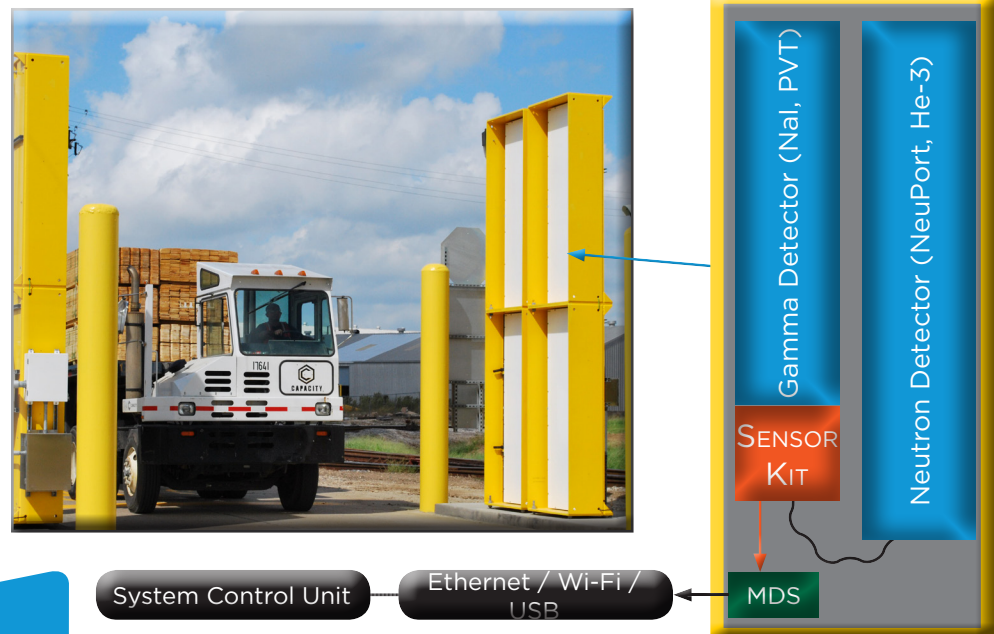 17641
CAPACITY
Gamma Detector (NaI, PVT)
Neutron Detector (NeuPort, He-3)
SENSOR
KIT
MDS
Ethernet / Wi-Fi /
USB
System Control Unit